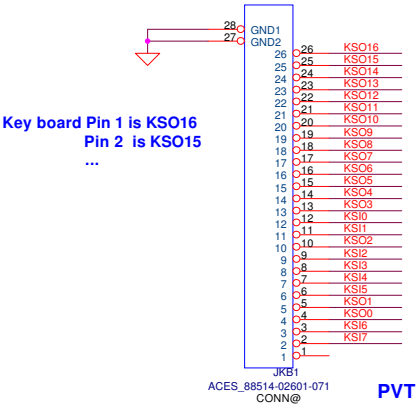 28 GND1
27 GND2
26 26 KSO16
25 25 KSO15
24 24 KSO14
23 23 KSO13
22 22 KSO12
21 21 KSO11
20 20 KSO10
19 19 KSO9
18 18 KSO8
17 17 KSO7
16 16 KSO6
15 15 KSO5
14 14 KSO4
13 13 KSO3
12 12 KSI0
11 11 KSI1
10 10 KSO2
9 9 KSI2
8 8 KSI3
7 7 KSI4
6 6 KSI5
5 5 KSO1
4 4 KSO0
3 3 KSI6
2 2 KSI7
1 1
Key board Pin 1 is KSO16
Pin 2 is KSO15
...
JKB1
ACES_88514-02601-071
CONN@
PVT